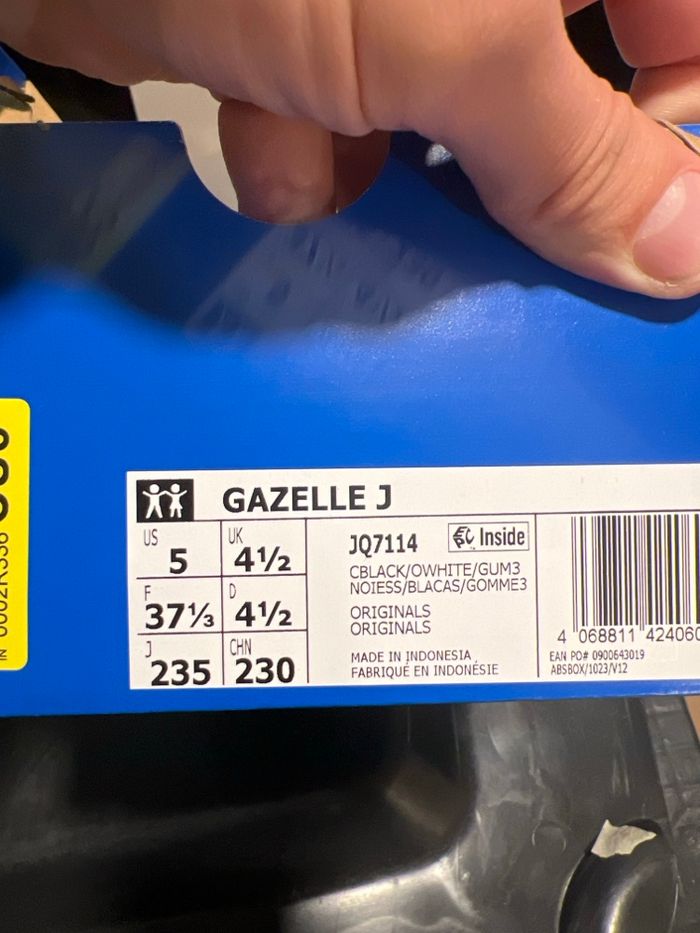 GAZELLE J
US 5 UK 4½
F 37⅓ D 4½
J 235 CHN 230
JQ7114 Inside
CBLACK/OWHITE/GUM3
NOIESS/BLACAS/GOMME3
ORIGINALS
ORIGINALS
MADE IN INDONESIA
FABRIQUÉ EN INDONÉSIE
4 068811 42406
EAN PO# 0900643019
ABSBOX/1023/V12